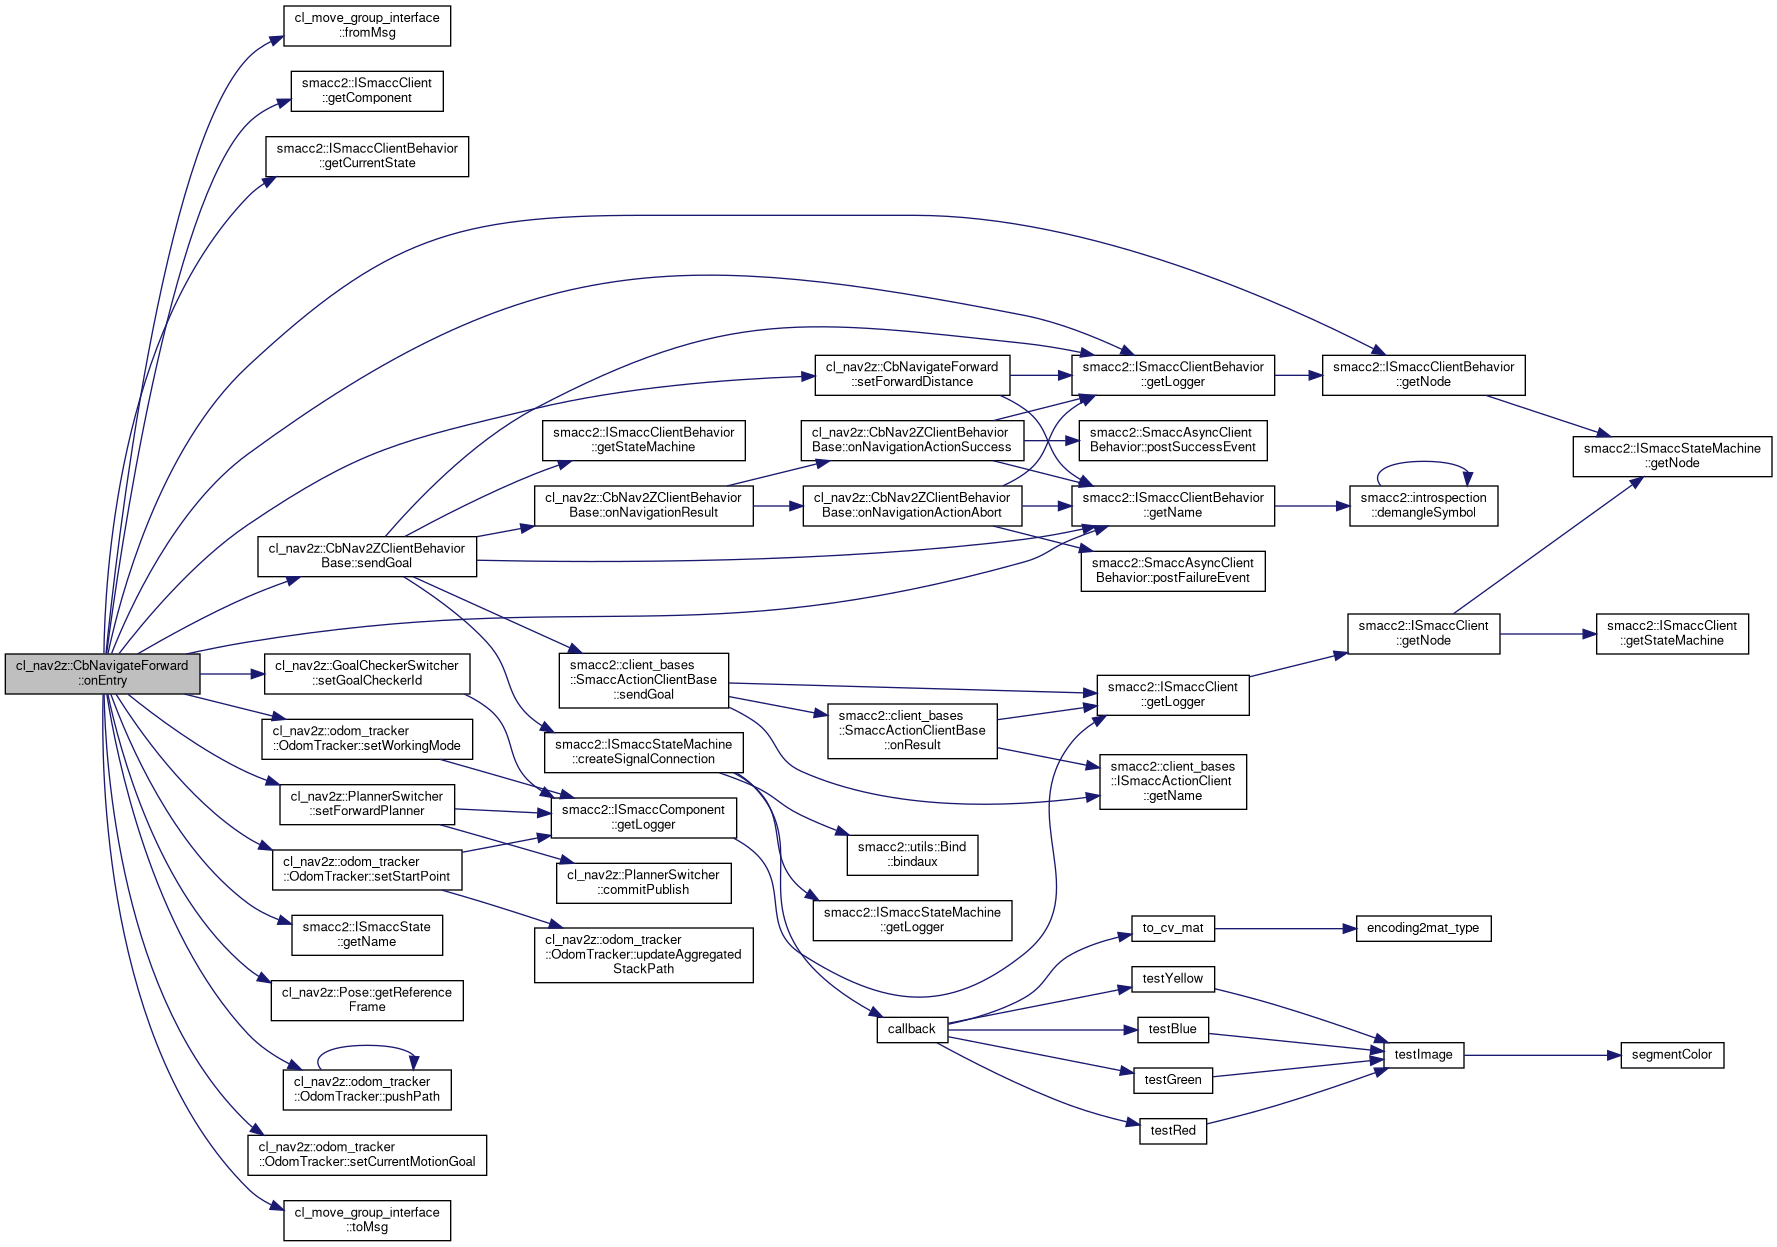 cl_move_group_interface
::fromMsg
smacc2::ISmaccClient
::getComponent
smacc2::ISmaccClientBehavior
::getCurrentState
cl_nav2z::CbNavigateForward
::onEntry
cl_nav2z::CbNav2ZClientBehavior
Base::sendGoal
cl_nav2z::GoalCheckerSwitcher
::setGoalCheckerId
cl_nav2z::odom_tracker
::OdomTracker::setWorkingMode
cl_nav2z::PlannerSwitcher
::setForwardPlanner
cl_nav2z::odom_tracker
::OdomTracker::setStartPoint
smacc2::ISmaccState
::getName
cl_nav2z::Pose::getReference
Frame
cl_nav2z::odom_tracker
::OdomTracker::pushPath
cl_nav2z::odom_tracker
::OdomTracker::setCurrentMotionGoal
cl_move_group_interface
::toMsg
smacc2::ISmaccClientBehavior
::getStateMachine
cl_nav2z::CbNav2ZClientBehavior
Base::onNavigationResult
smacc2::client_bases
::SmaccActionClientBase
::sendGoal
smacc2::ISmaccStateMachine
::createSignalConnection
smacc2::ISmaccComponent
::getLogger
cl_nav2z::PlannerSwitcher
::commitPublish
cl_nav2z::odom_tracker
::OdomTracker::updateAggregated
StackPath
cl_nav2z::CbNavigateForward
::setForwardDistance
cl_nav2z::CbNav2ZClientBehavior
Base::onNavigationActionSuccess
cl_nav2z::CbNav2ZClientBehavior
Base::onNavigationActionAbort
smacc2::client_bases
::SmaccActionClientBase
::onResult
smacc2::utils::Bind
::bindaux
smacc2::ISmaccStateMachine
::getLogger
callback
smacc2::ISmaccClientBehavior
::getLogger
smacc2::SmaccAsyncClient
Behavior::postSuccessEvent
smacc2::ISmaccClientBehavior
::getName
smacc2::SmaccAsyncClient
Behavior::postFailureEvent
smacc2::ISmaccClient
::getLogger
smacc2::client_bases
::ISmaccActionClient
::getName
to_cv_mat
testYellow
testBlue
testGreen
testRed
smacc2::ISmaccClientBehavior
::getNode
smacc2::introspection
::demangleSymbol
smacc2::ISmaccClient
::getNode
encoding2mat_type
testImage
smacc2::ISmaccStateMachine
::getNode
smacc2::ISmaccClient
::getStateMachine
segmentColor